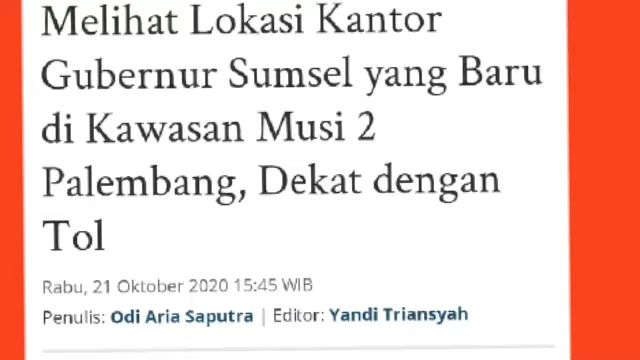 Melihat Lokasi Kantor
Gubernur Sumsel yang Baru
di Kawasan Musi 2
Palembang, Dekat dengan
Tol
Rabu, 21 Oktober 2020 15:45 WIB
Penulis: Odi Aria Saputra | Editor: Yandi Triansyah